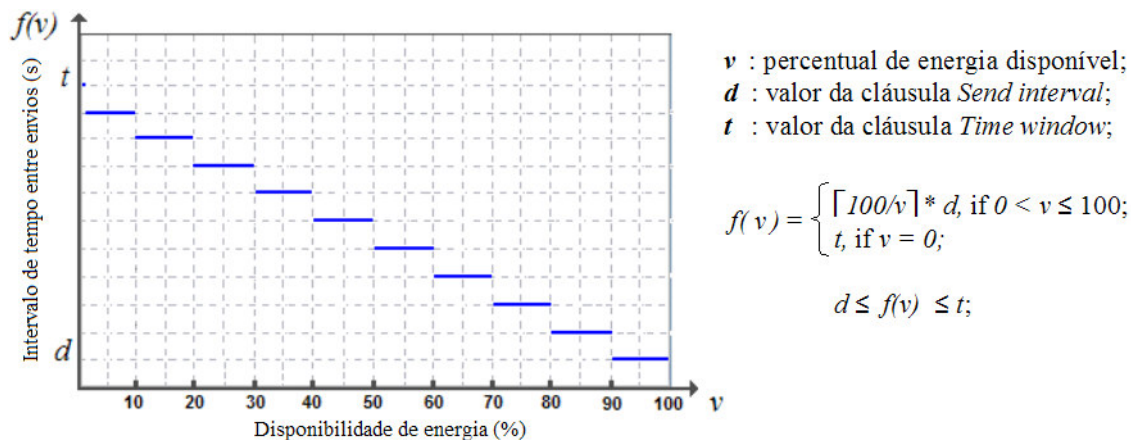 f(v)
Intervalo de tempo entre envios (s)
t
d
10 20 30 40 50 60 70 80 90 100
v
Disponibilidade de energia (%)
v : percentual de energia disponível;
d : valor da cláusula Send interval;
t : valor da cláusula Time window;
f( v ) = { ⌈100/v⌉ * d, if 0 < v ≤ 100;
t, if v = 0;
d ≤ f(v) ≤ t;